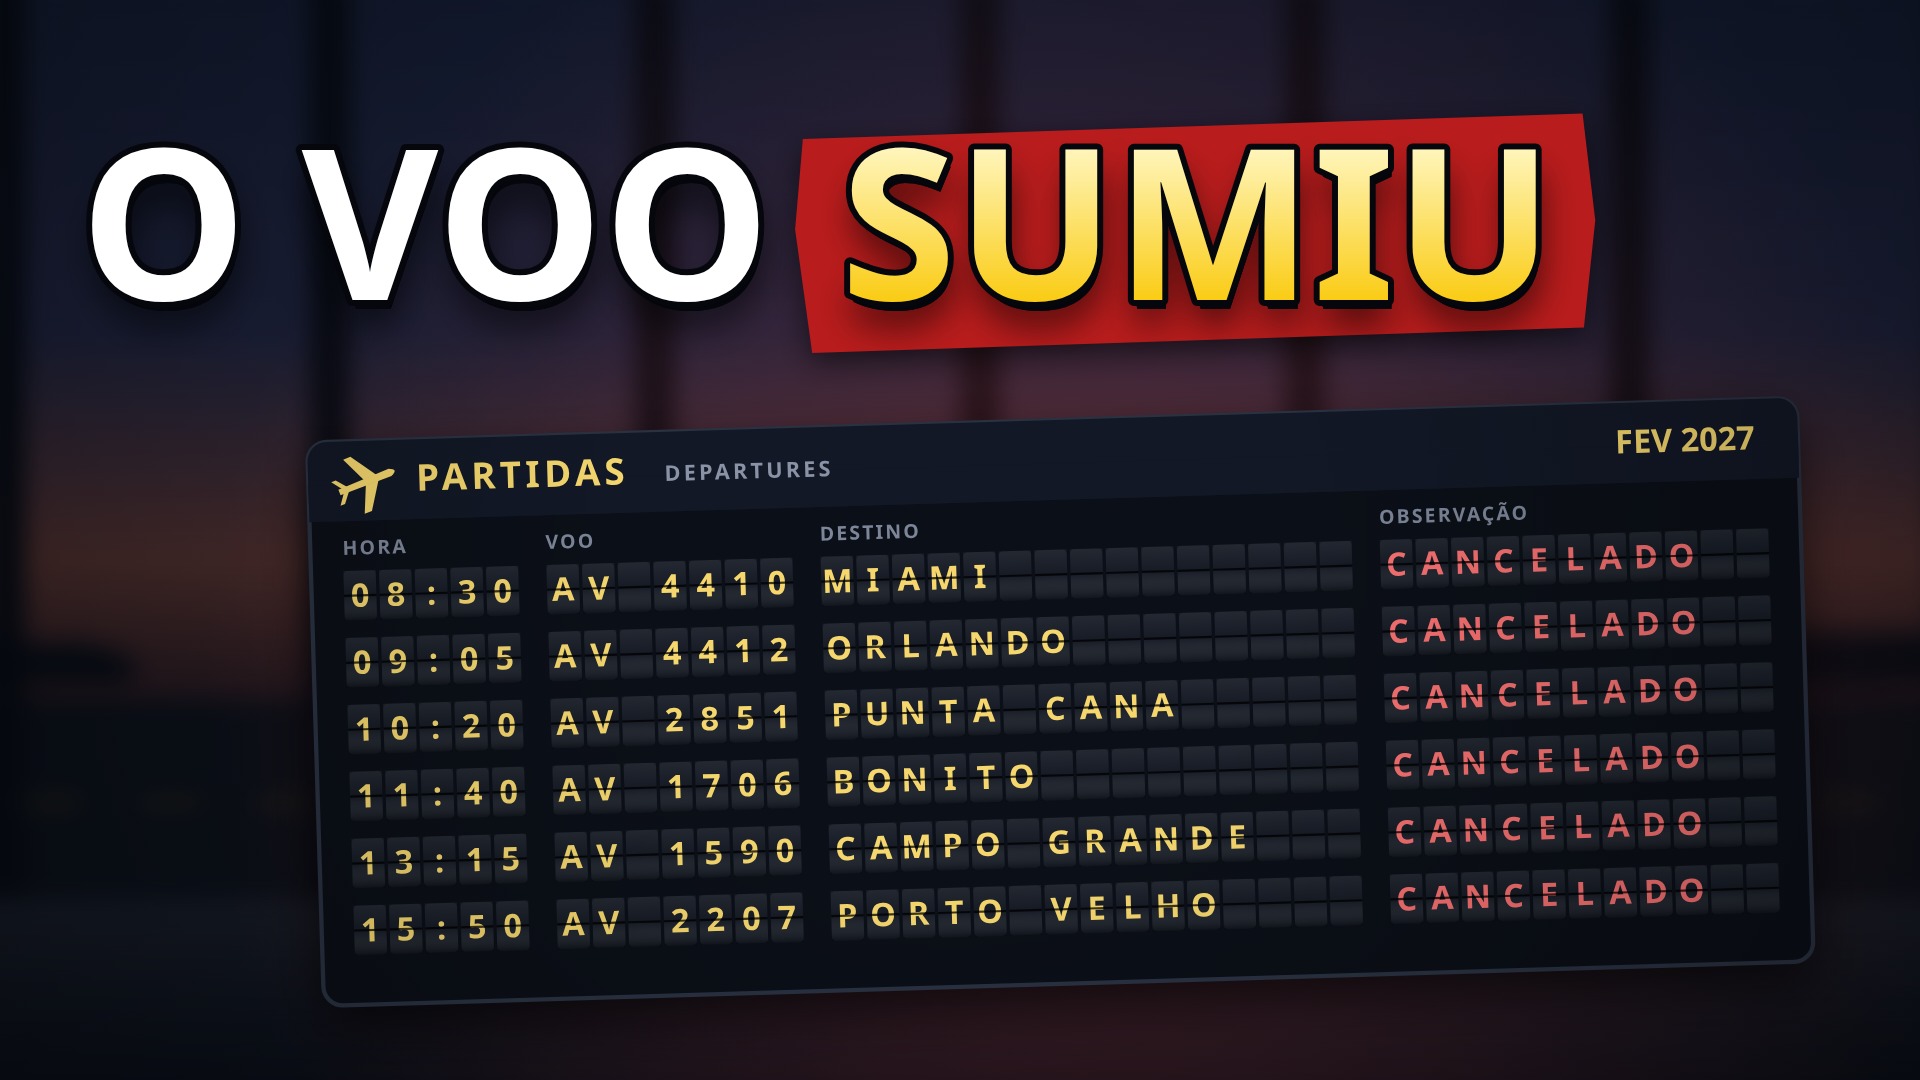 O VOO SUMIU
PARTIDAS DEPARTURES FEV 2027
HORA VOO DESTINO OBSERVAÇÃO
08:30 AV 4410 MIAMI CANCELADO
09:05 AV 4412 ORLANDO CANCELADO
10:20 AV 2851 PUNTA CANA CANCELADO
11:40 AV 1706 BONITO CANCELADO
13:15 AV 1590 CAMPO GRANDE CANCELADO
15:50 AV 2207 PORTO VELHO CANCELADO